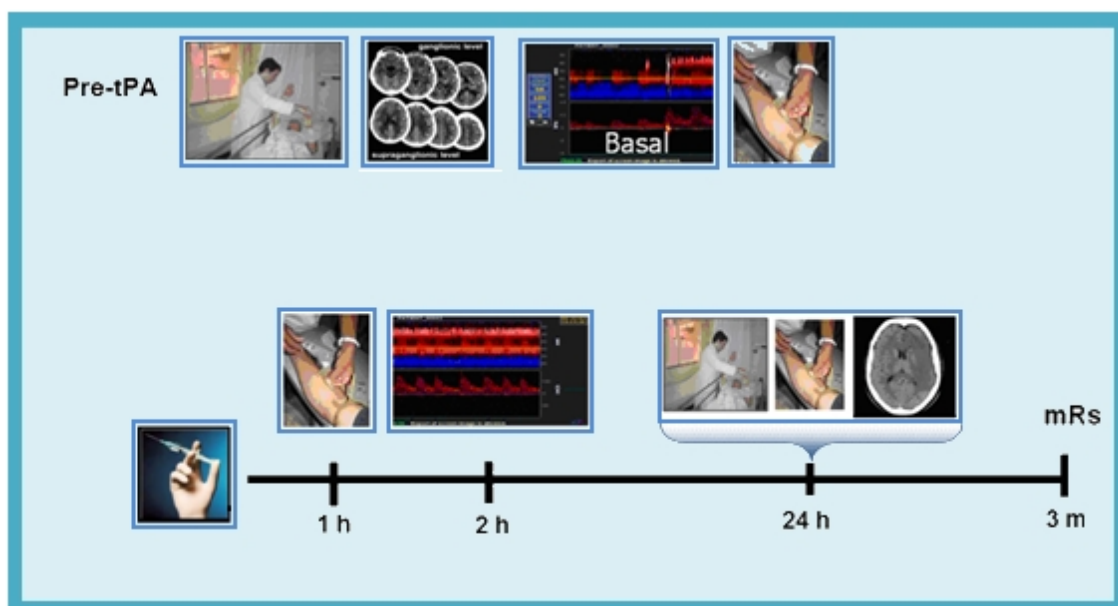 Pre-tPA
ganglionic level
supraganglionic level
Basal
mRs
1 h
2 h
24 h
3 m